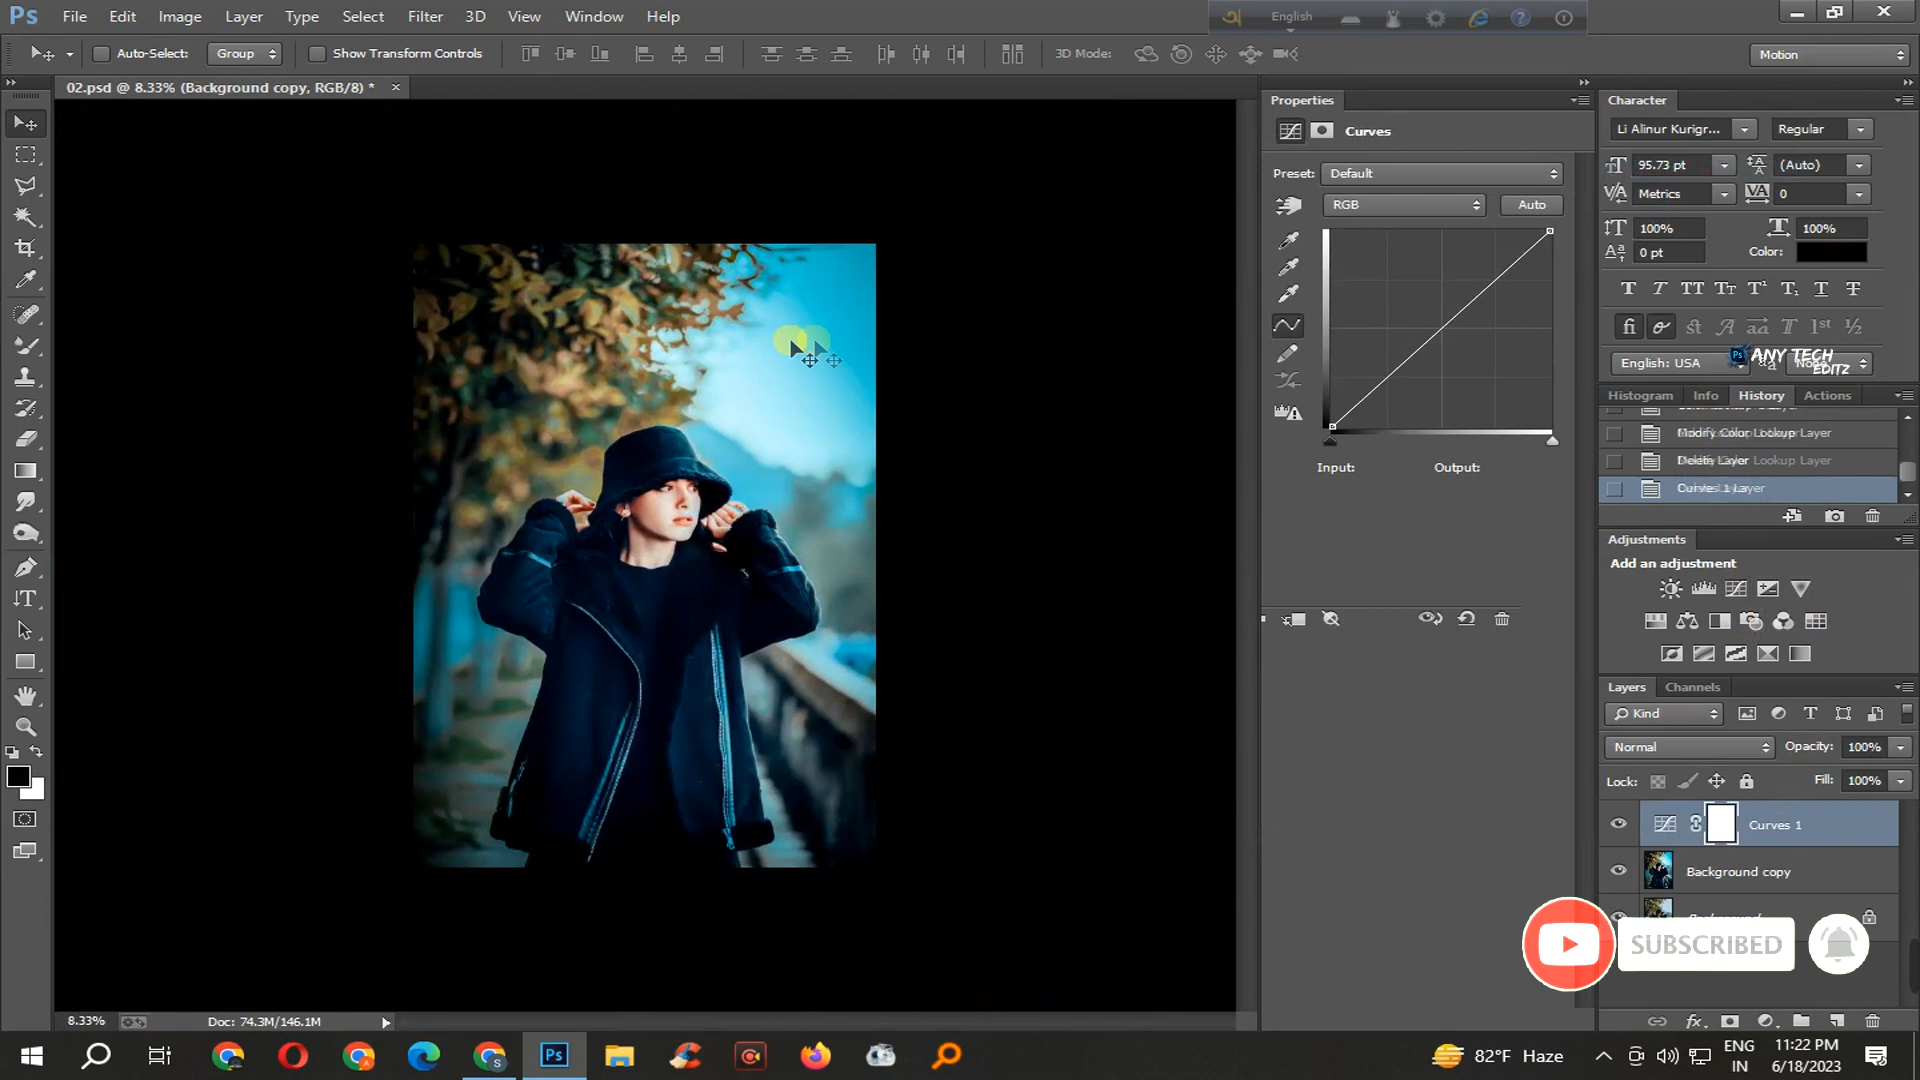 Ps File Edit Image Layer Type Select Filter 3D View Window Help English
Auto-Select: Group Show Transform Controls 3D Mode: Motion
02.psd @ 8.33% (Background copy, RGB/8) *
Properties
Curves
Preset: Default
RGB Auto
Input: Output:
Character
Li Alinur Kurigr... Regular
95.73 pt (Auto)
Metrics 0
100% 100%
0 pt Color:
English: USA
Ps ANY TECH
EDITZ
Histogram Info History Actions
Modify Color Lookup Layer
Delete Layer
Curves 1 Layer
Adjustments
Add an adjustment
Layers Channels
Kind
Normal Opacity: 100%
Lock: Fill: 100%
Curves 1
Background copy
SUBSCRIBED
8.33% Doc: 74.3M/146.1M
82°F Haze
ENG
IN
11:22 PM
6/18/2023